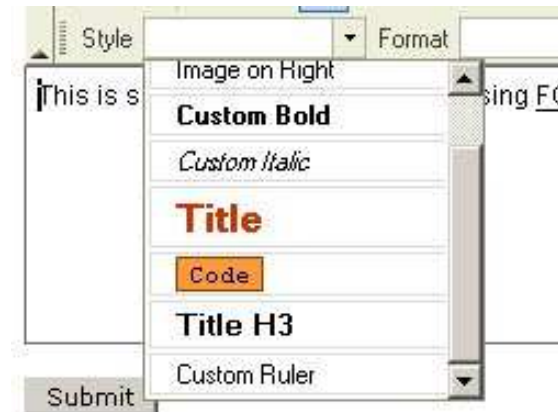 Style Format
Image on Right
This is s sing FC
Custom Bold
Custom Italic
Title
Code
Title H3
Custom Ruler
Submit